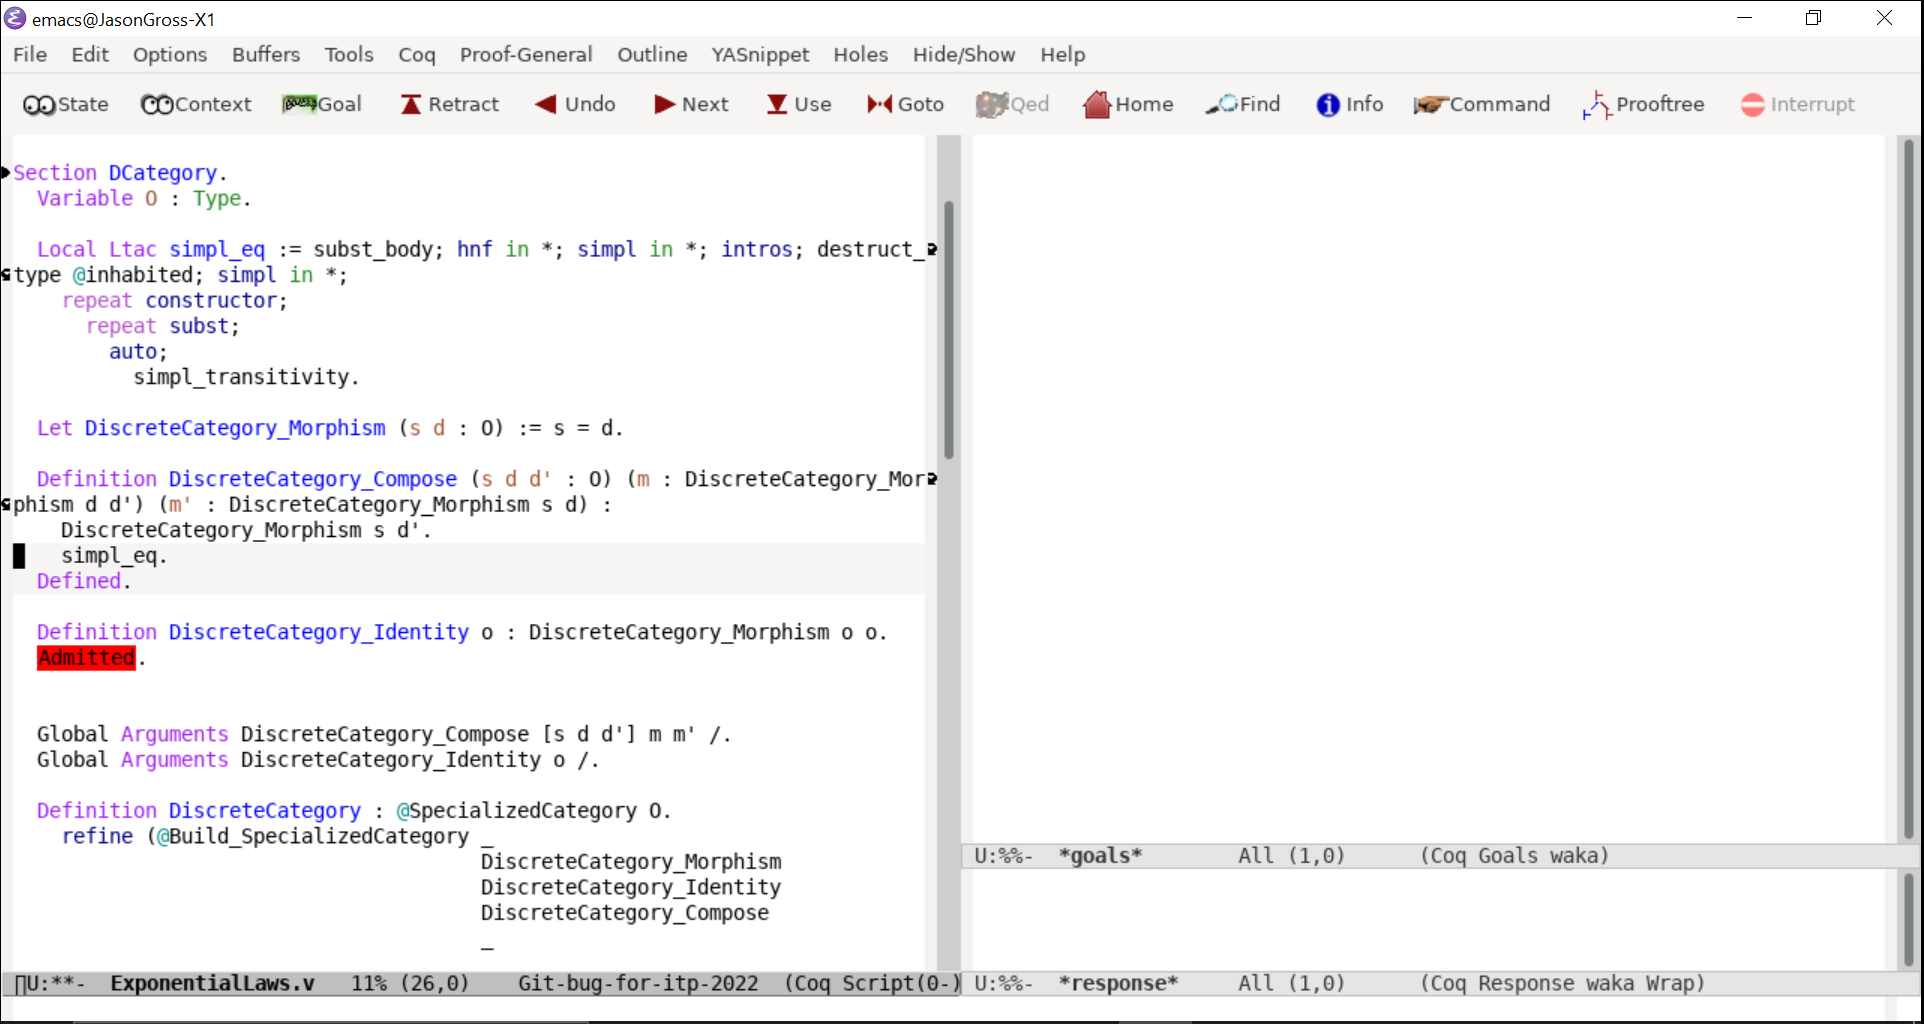 emacs@JasonGross-X1
File Edit Options Buffers Tools Coq Proof-General Outline YASnippet Holes Hide/Show Help
State Context Goal Retract Undo Next Use Goto Qed Home Find Info Command Prooftree Interrupt
Section DCategory.
Variable O : Type.
Local Ltac simpl_eq := subst_body; hnf in *; simpl in *; intros; destruct_
type @inhabited; simpl in *;
repeat constructor;
repeat subst;
auto;
simpl_transitivity.
Let DiscreteCategory_Morphism (s d : O) := s = d.
Definition DiscreteCategory_Compose (s d d' : O) (m : DiscreteCategory_Mor
phism d d') (m' : DiscreteCategory_Morphism s d) :
DiscreteCategory_Morphism s d'.
simpl_eq.
Defined.
Definition DiscreteCategory_Identity o : DiscreteCategory_Morphism o o.
Admitted.
Global Arguments DiscreteCategory_Compose [s d d'] m m' /.
Global Arguments DiscreteCategory_Identity o /.
Definition DiscreteCategory : @SpecializedCategory O.
refine (@Build_SpecializedCategory _
DiscreteCategory_Morphism
DiscreteCategory_Identity
DiscreteCategory_Compose
_
U:**- ExponentialLaws.v 11% (26,0) Git-bug-for-itp-2022 (Coq Script(0-)
U:%%- *goals* All (1,0) (Coq Goals waka)
U:%%- *response* All (1,0) (Coq Response waka Wrap)